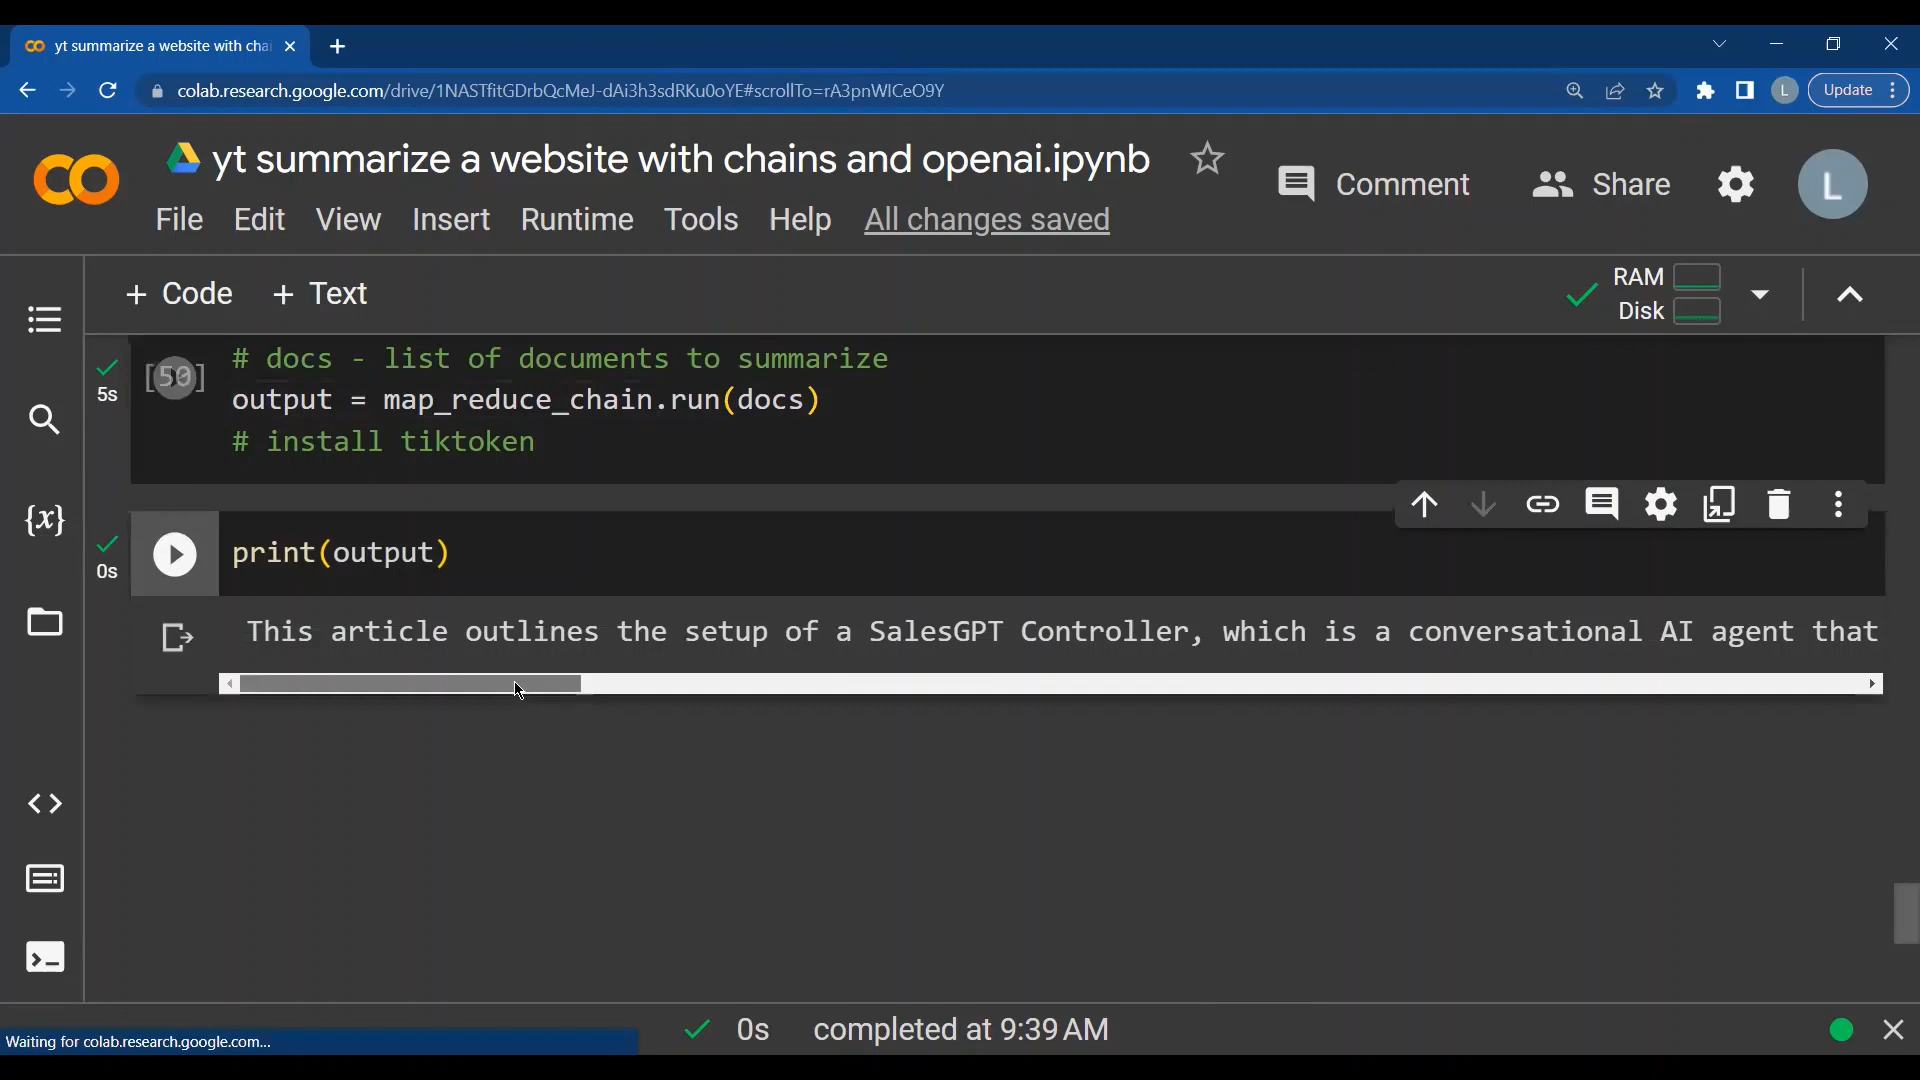 yt summarize a website with chai
colab.research.google.com/drive/1NASTfitGDrbQcMeJ-dAi3h3sdRKu0oYE#scrollTo=rA3pnWlCeO9Y
L
Update
yt summarize a website with chains and openai.ipynb
Comment
Share
L
File Edit View Insert Runtime Tools Help All changes saved
+ Code + Text
RAM
Disk
5s
[50]
# docs - list of documents to summarize
output = map_reduce_chain.run(docs)
# install tiktoken
{x}
0s
print(output)
This article outlines the setup of a SalesGPT Controller, which is a conversational AI agent that
Waiting for colab.research.google.com...
0s completed at 9:39 AM